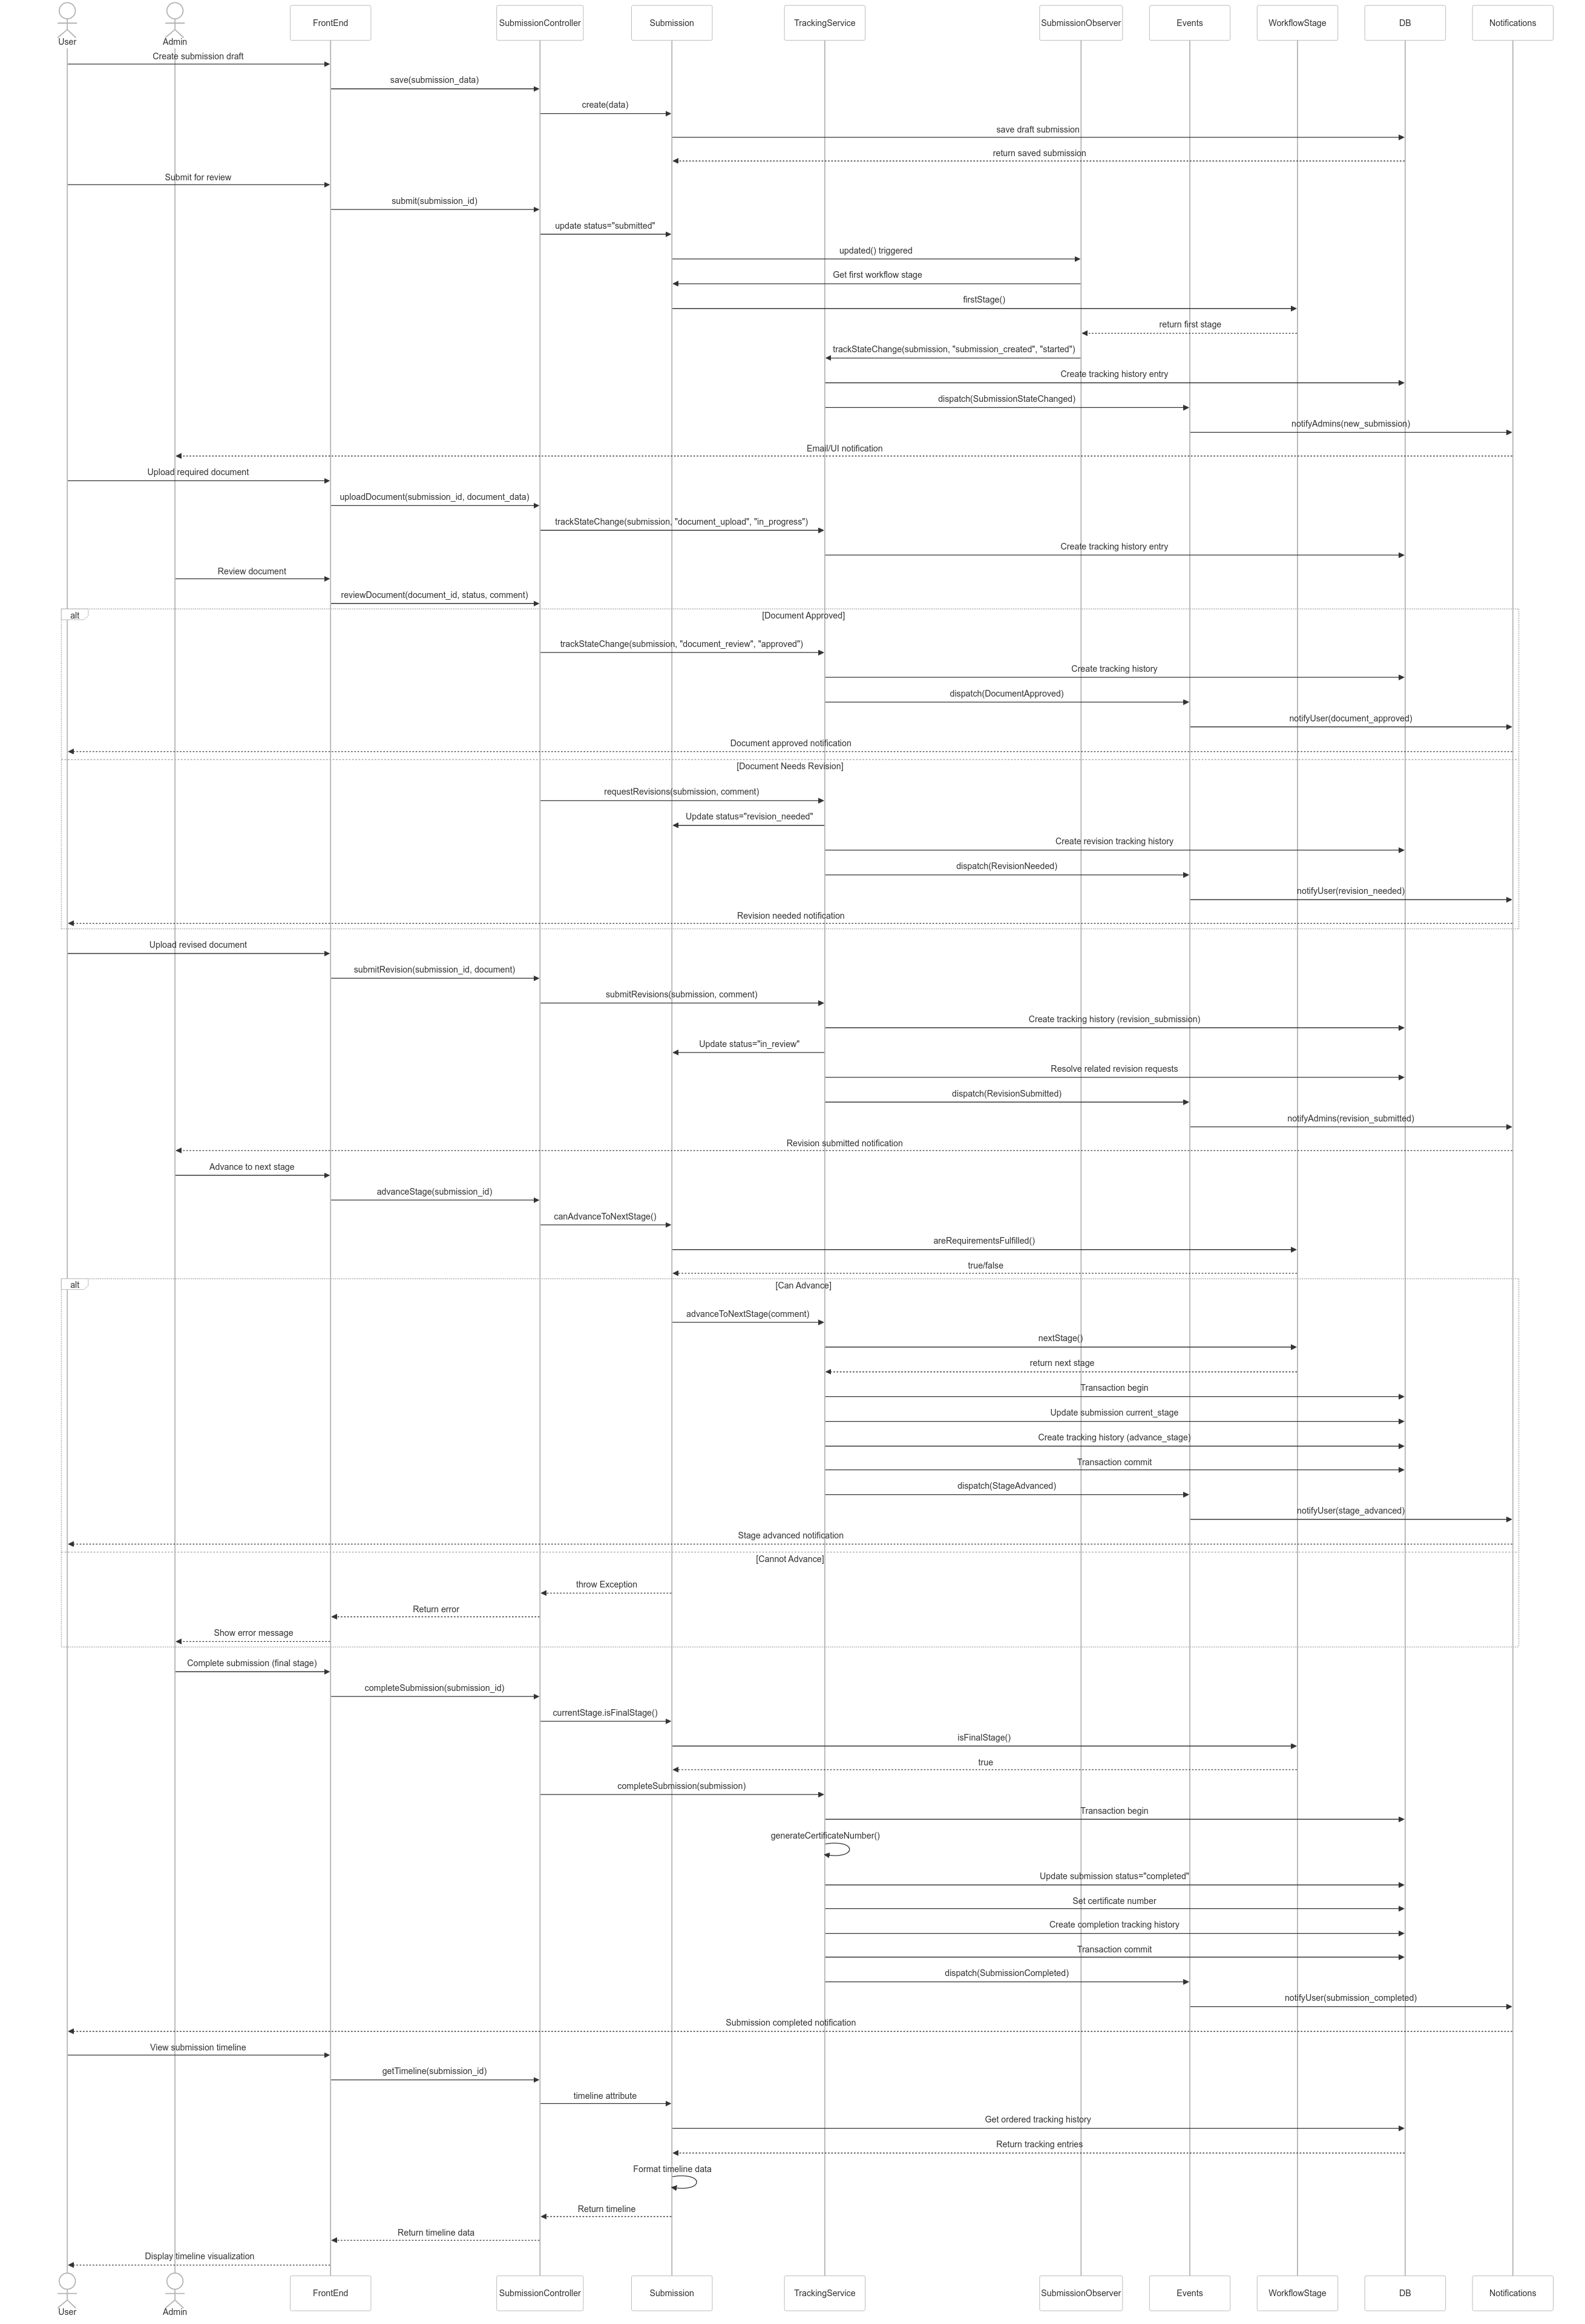 User
Admin
FrontEnd
SubmissionController
Submission
TrackingService
SubmissionObserver
Events
WorkflowStage
DB
Notifications
Create submission draft
save(submission_data)
create(data)
save draft submission
return saved submission
Submit for review
submit(submission_id)
update status="submitted"
updated() triggered
Get first workflow stage
firstStage()
return first stage
trackStateChange(submission, "submission_created", "started")
Create tracking history entry
dispatch(SubmissionStateChanged)
notifyAdmins(new_submission)
Email/UI notification
Upload required document
uploadDocument(submission_id, document_data)
trackStateChange(submission, "document_upload", "in_progress")
Create tracking history entry
Review document
reviewDocument(document_id, status, comment)
alt
[Document Approved]
trackStateChange(submission, "document_review", "approved")
Create tracking history
dispatch(DocumentApproved)
notifyUser(document_approved)
Document approved notification
[Document Needs Revision]
requestRevisions(submission, comment)
Update status="revision_needed"
Create revision tracking history
dispatch(RevisionNeeded)
notifyUser(revision_needed)
Revision needed notification
Upload revised document
submitRevision(submission_id, document)
submitRevisions(submission, comment)
Create tracking history (revision_submission)
Update status="in_review"
Resolve related revision requests
dispatch(RevisionSubmitted)
notifyAdmins(revision_submitted)
Revision submitted notification
Advance to next stage
advanceStage(submission_id)
canAdvanceToNextStage()
areRequirementsFulfilled()
true/false
alt
[Can Advance]
advanceToNextStage(comment)
nextStage()
return next stage
Transaction begin
Update submission current_stage
Create tracking history (advance_stage)
Transaction commit
dispatch(StageAdvanced)
notifyUser(stage_advanced)
Stage advanced notification
[Cannot Advance]
throw Exception
Return error
Show error message
Complete submission (final stage)
completeSubmission(submission_id)
currentStage.isFinalStage()
isFinalStage()
true
completeSubmission(submission)
Transaction begin
generateCertificateNumber()
Update submission status="completed"
Set certificate number
Create completion tracking history
Transaction commit
dispatch(SubmissionCompleted)
notifyUser(submission_completed)
Submission completed notification
View submission timeline
getTimeline(submission_id)
timeline attribute
Get ordered tracking history
Return tracking entries
Format timeline data
Return timeline
Return timeline data
Display timeline visualization
User
Admin
FrontEnd
SubmissionController
Submission
TrackingService
SubmissionObserver
Events
WorkflowStage
DB
Notifications